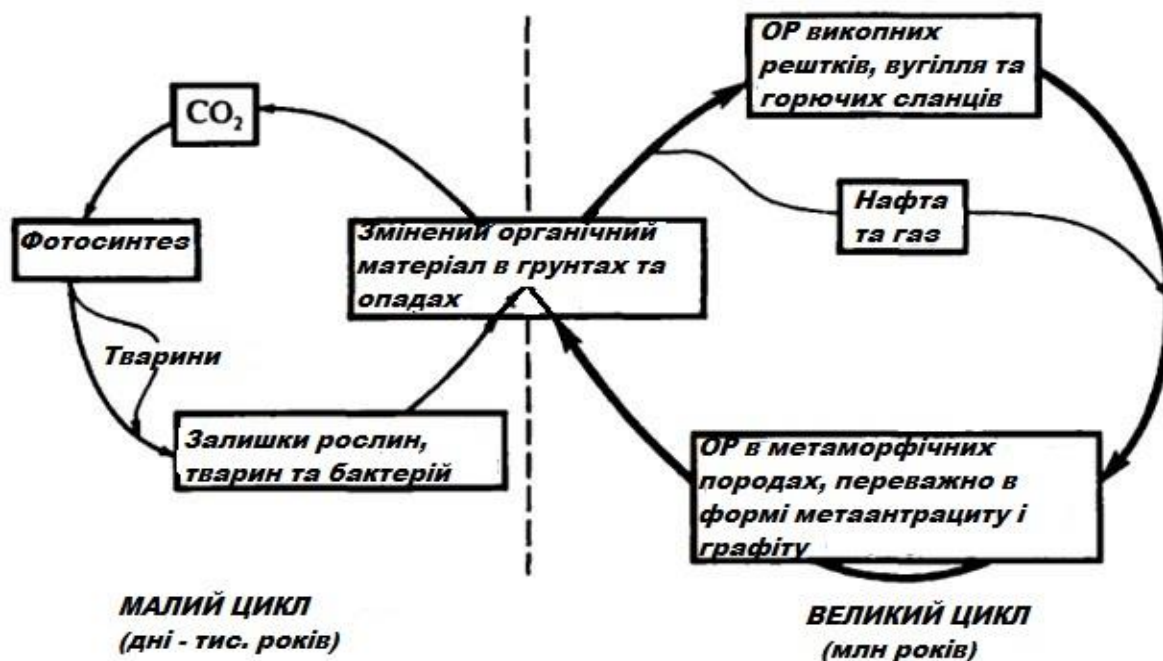 CO₂
Фотосинтез
Тварини
Залишки рослин,
тварин та бактерій
Змінений органічний
матеріал в грунтах та
опадах
МАЛИЙ ЦИКЛ
(дні - тис. років)
ОР викопних
рештків, вугілля та
горючих сланців
Нафта
та газ
ОР в метаморфічних
породах, переважно в
формі метаантрациту і
графіту
ВЕЛИКИЙ ЦИКЛ
(млн років)